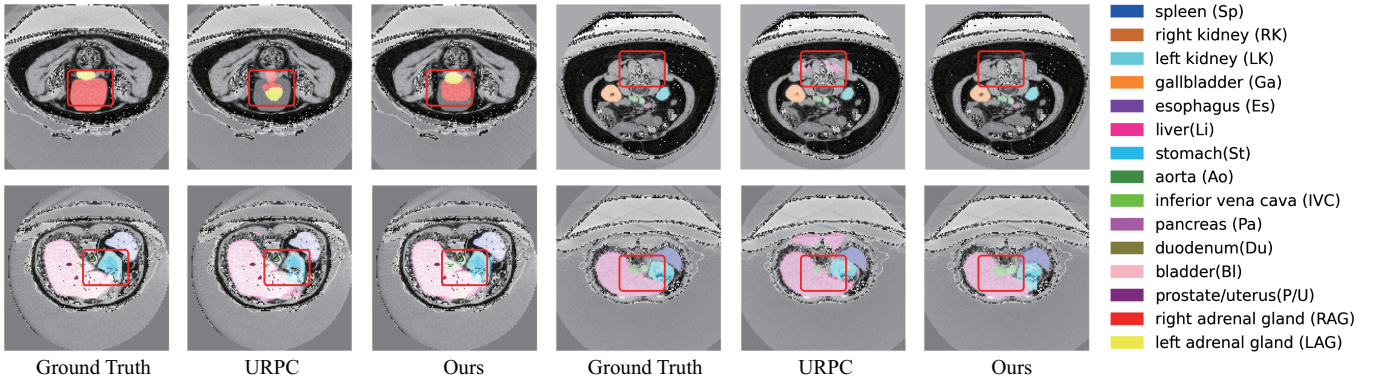 spleen (Sp)
right kidney (RK)
left kidney (LK)
gallbladder (Ga)
esophagus (Es)
liver(Li)
stomach(St)
aorta (Ao)
inferior vena cava (IVC)
pancreas (Pa)
duodenum(Du)
bladder(Bl)
prostate/uterus(P/U)
right adrenal gland (RAG)
left adrenal gland (LAG)
Ground Truth URPC Ours Ground Truth URPC Ours